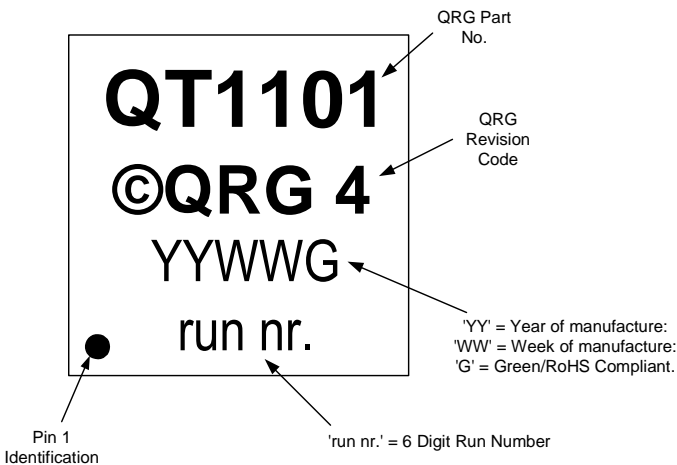 QRG Part
No.
QT1101
QRG
Revision
Code
©QRG 4
YYWWG
'YY' = Year of manufacture:
'WW' = Week of manufacture:
'G' = Green/RoHS Compliant.
run nr.
Pin 1
Identification
'run nr.' = 6 Digit Run Number